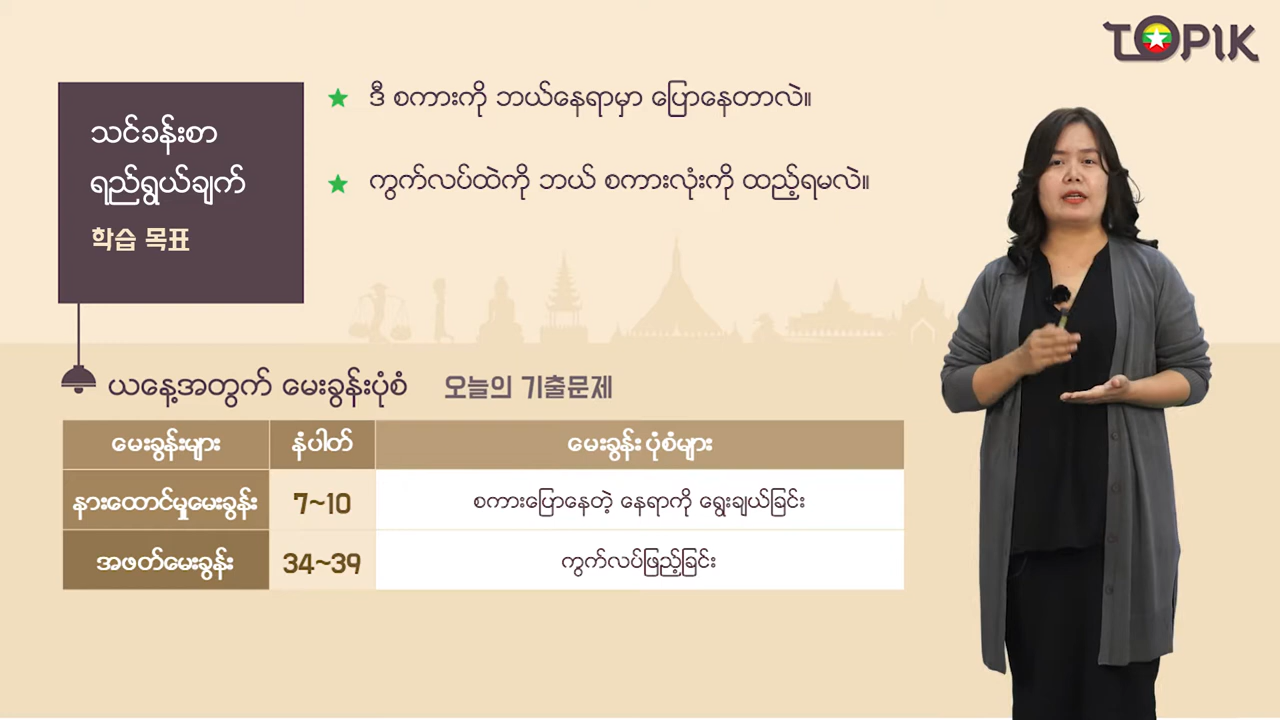 TOPIK
သင်ခန်းစာ
ရည်ရွယ်ချက်
학습 목표
ဒီ စကားကို ဘယ်နေရာမှာ ပြောနေတာလဲ။
ကွက်လပ်ထဲကို ဘယ် စကားလုံးကို ထည့်ရမလဲ။
ယနေ့အတွက် မေးခွန်းပုံစံ 오늘의 기출문제
မေးခွန်းများ နံပါတ် မေးခွန်း ပုံစံများ
နားထောင်မှုမေးခွန်း 7~10 စကားပြောနေတဲ့ နေရာကို ရွေးချယ်ခြင်း
အဖတ်မေးခွန်း 34~39 ကွက်လပ်ဖြည့်ခြင်း